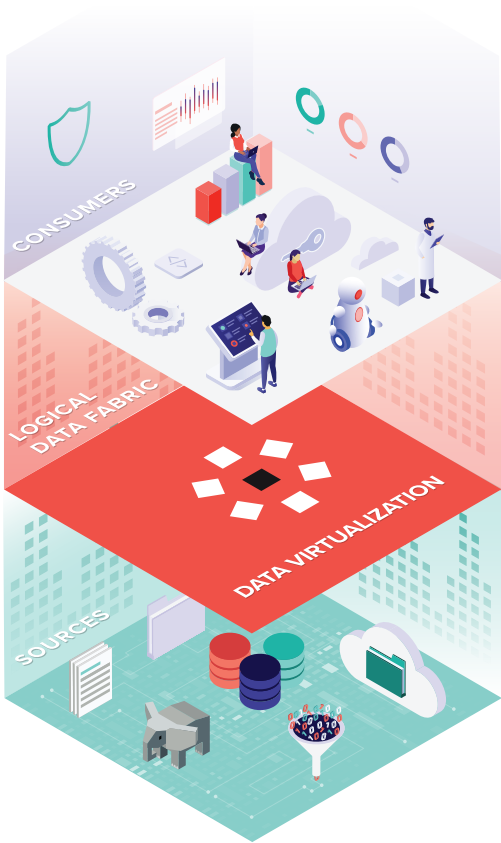 CONSUMERS
LOGICAL
DATA FABRIC
DATA VIRTUALIZATION
SOURCES